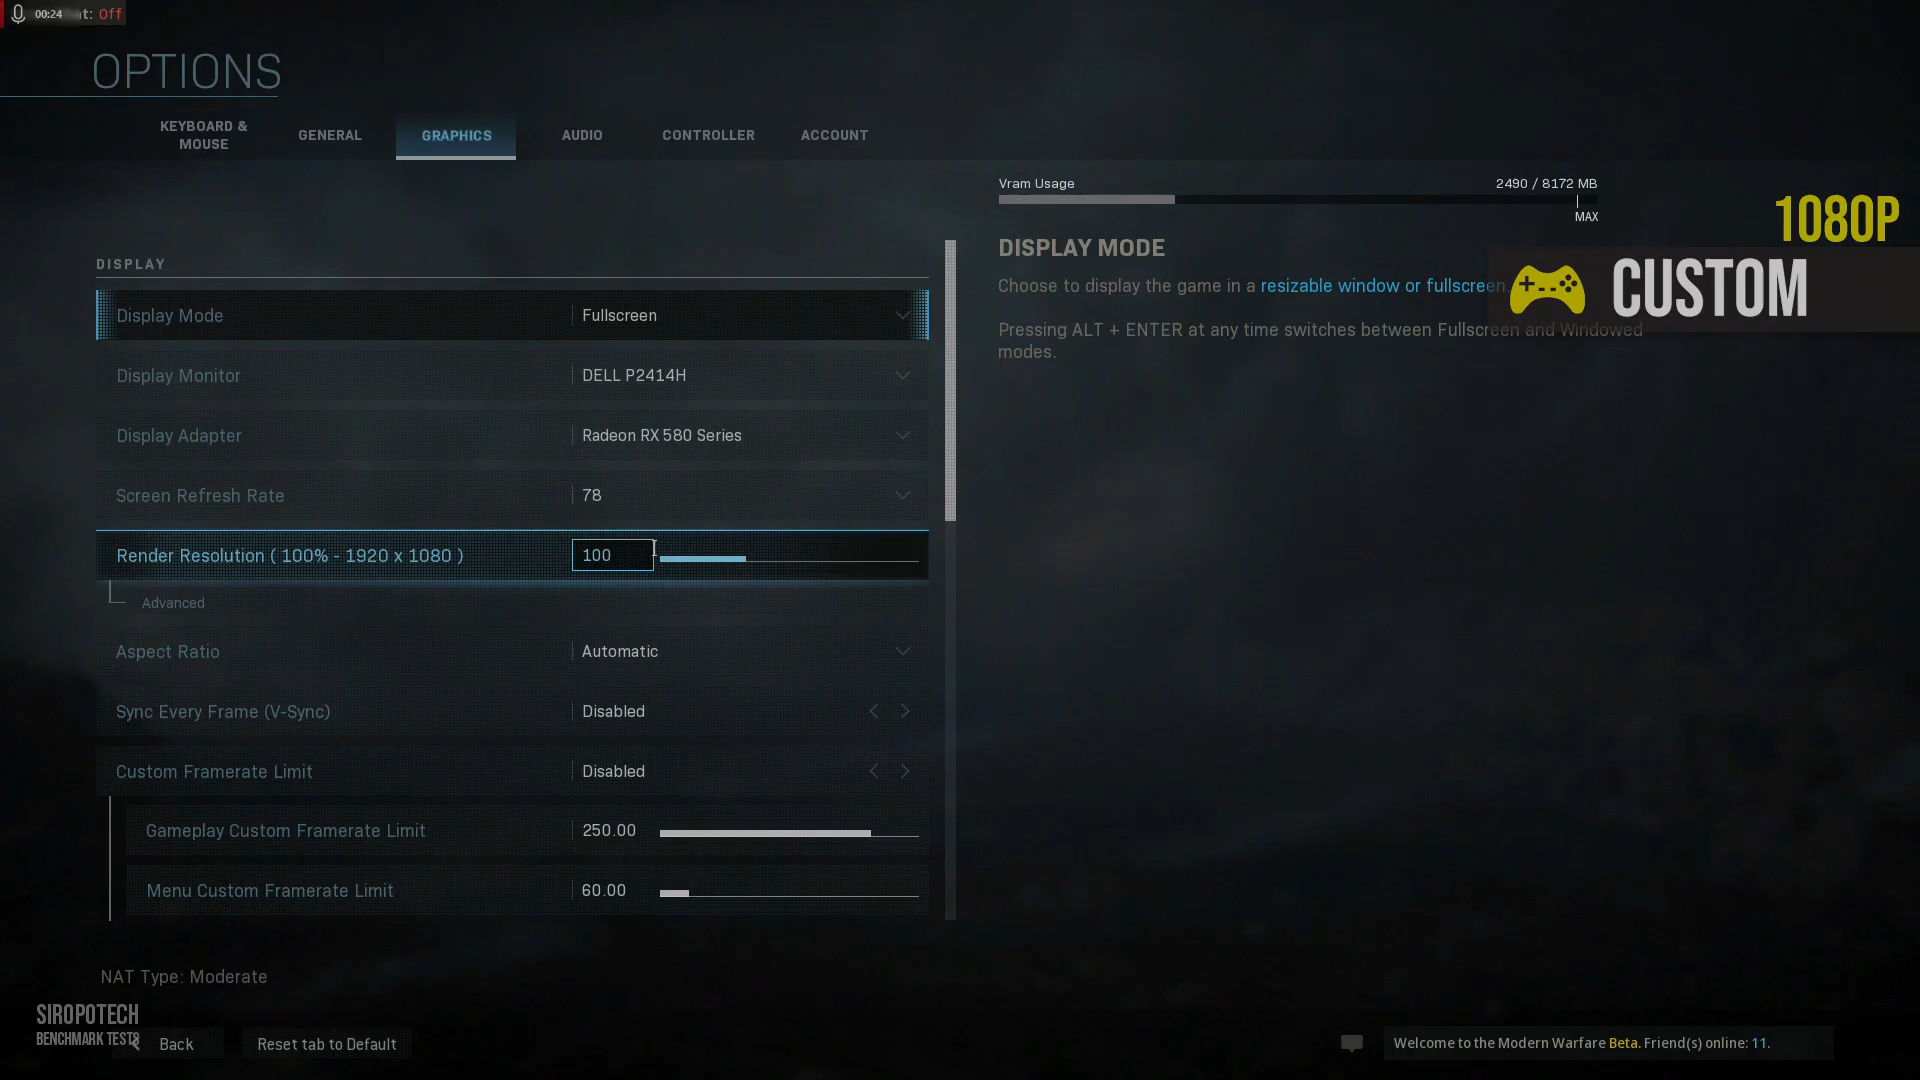 00:24 t: Off
OPTIONS
KEYBOARD &
MOUSE
GENERAL
GRAPHICS
AUDIO
CONTROLLER
ACCOUNT
Vram Usage
2490 / 8172 MB
MAX
1080P
CUSTOM
DISPLAY MODE
Choose to display the game in a resizable window or fullscreen.
Pressing ALT + ENTER at any time switches between Fullscreen and Windowed
modes.
DISPLAY
Display Mode
Fullscreen
Display Monitor
DELL P2414H
Display Adapter
Radeon RX 580 Series
Screen Refresh Rate
78
Render Resolution ( 100% - 1920 x 1080 )
100
Advanced
Aspect Ratio
Automatic
Sync Every Frame (V-Sync)
Disabled
Custom Framerate Limit
Disabled
Gameplay Custom Framerate Limit
250.00
Menu Custom Framerate Limit
60.00
NAT Type: Moderate
SIROPOTECH
BENCHMARK TESTS
Back
Reset tab to Default
Welcome to the Modern Warfare Beta. Friend(s) online: 11.